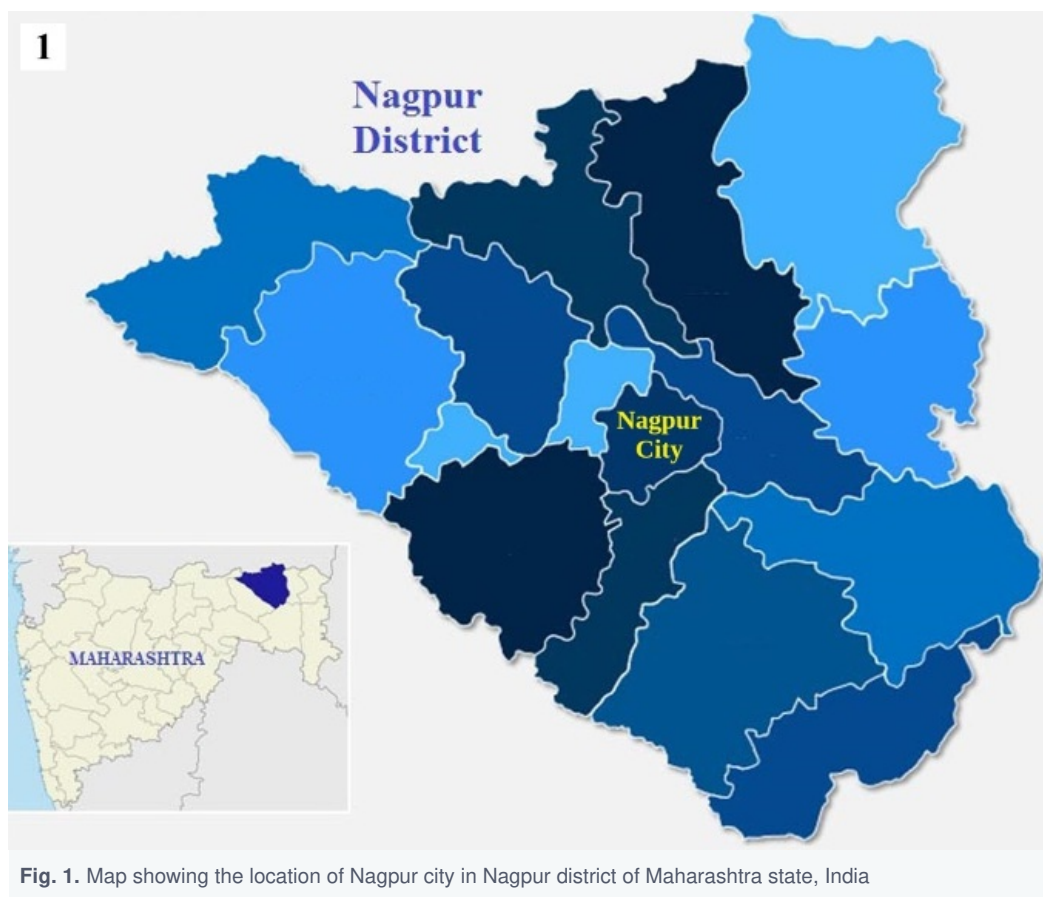 1
Nagpur
District
Nagpur
City
MAHARASHTRA
Fig. 1. Map showing the location of Nagpur city in Nagpur district of Maharashtra state, India